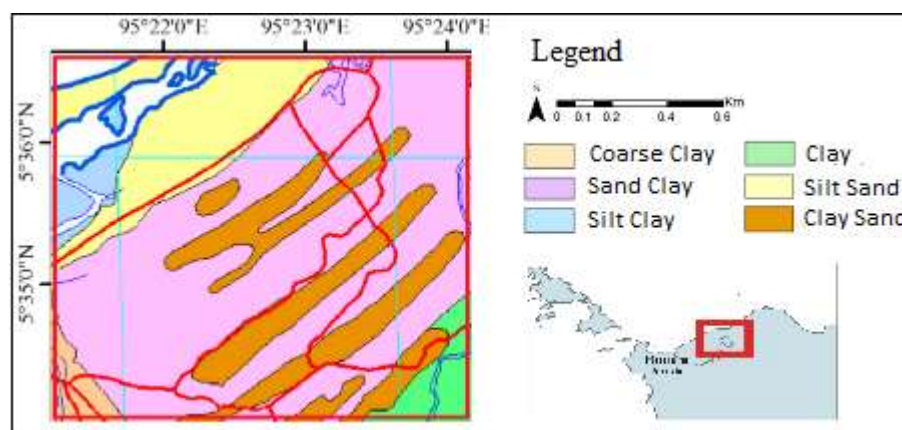 95°22'0"E 95°23'0"E 95°24'0"E
5°36'0"N
5°35'0"N
Legend
N
0 0.1 0.2 0.4 0.6 Km
Coarse Clay
Clay
Sand Clay
Silt Sand
Silt Clay
Clay Sand